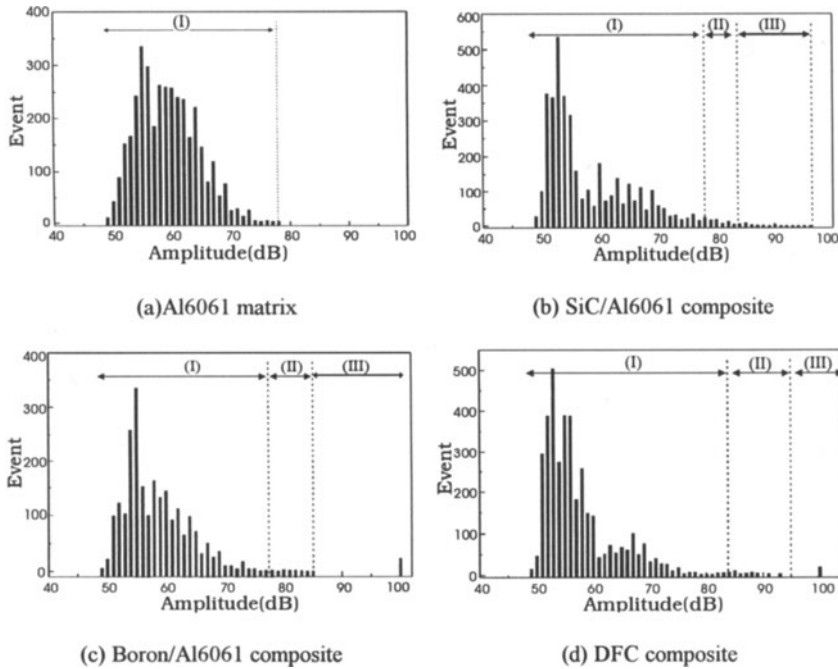 (I)
400
300
200
100
0
Event
40 50 60 70 80 90 100
Amplitude(dB)
(a)Al6061 matrix
(I) (II) (III)
600
500
400
300
200
100
0
Event
40 50 60 70 80 90 100
Amplitude(dB)
(b) SiC/Al6061 composite
(I) (II) (III)
400
300
200
100
0
Event
40 50 60 70 80 90 100
Amplitude(dB)
(c) Boron/Al6061 composite
(I) (II) (III)
500
400
300
200
100
0
Event
40 50 60 70 80 90 100
Amplitude(dB)
(d) DFC composite